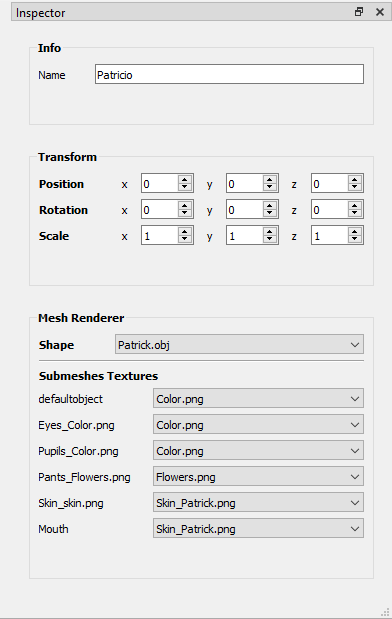 Inspector
Info
Name Patricio
Transform
Position x 0 y 0 z 0
Rotation x 0 y 0 z 0
Scale x 1 y 1 z 1
Mesh Renderer
Shape Patrick.obj
Submeshes Textures
defaultobject Color.png
Eyes_Color.png Color.png
Pupils_Color.png Color.png
Pants_Flowers.png Flowers.png
Skin_skin.png Skin_Patrick.png
Mouth Skin_Patrick.png